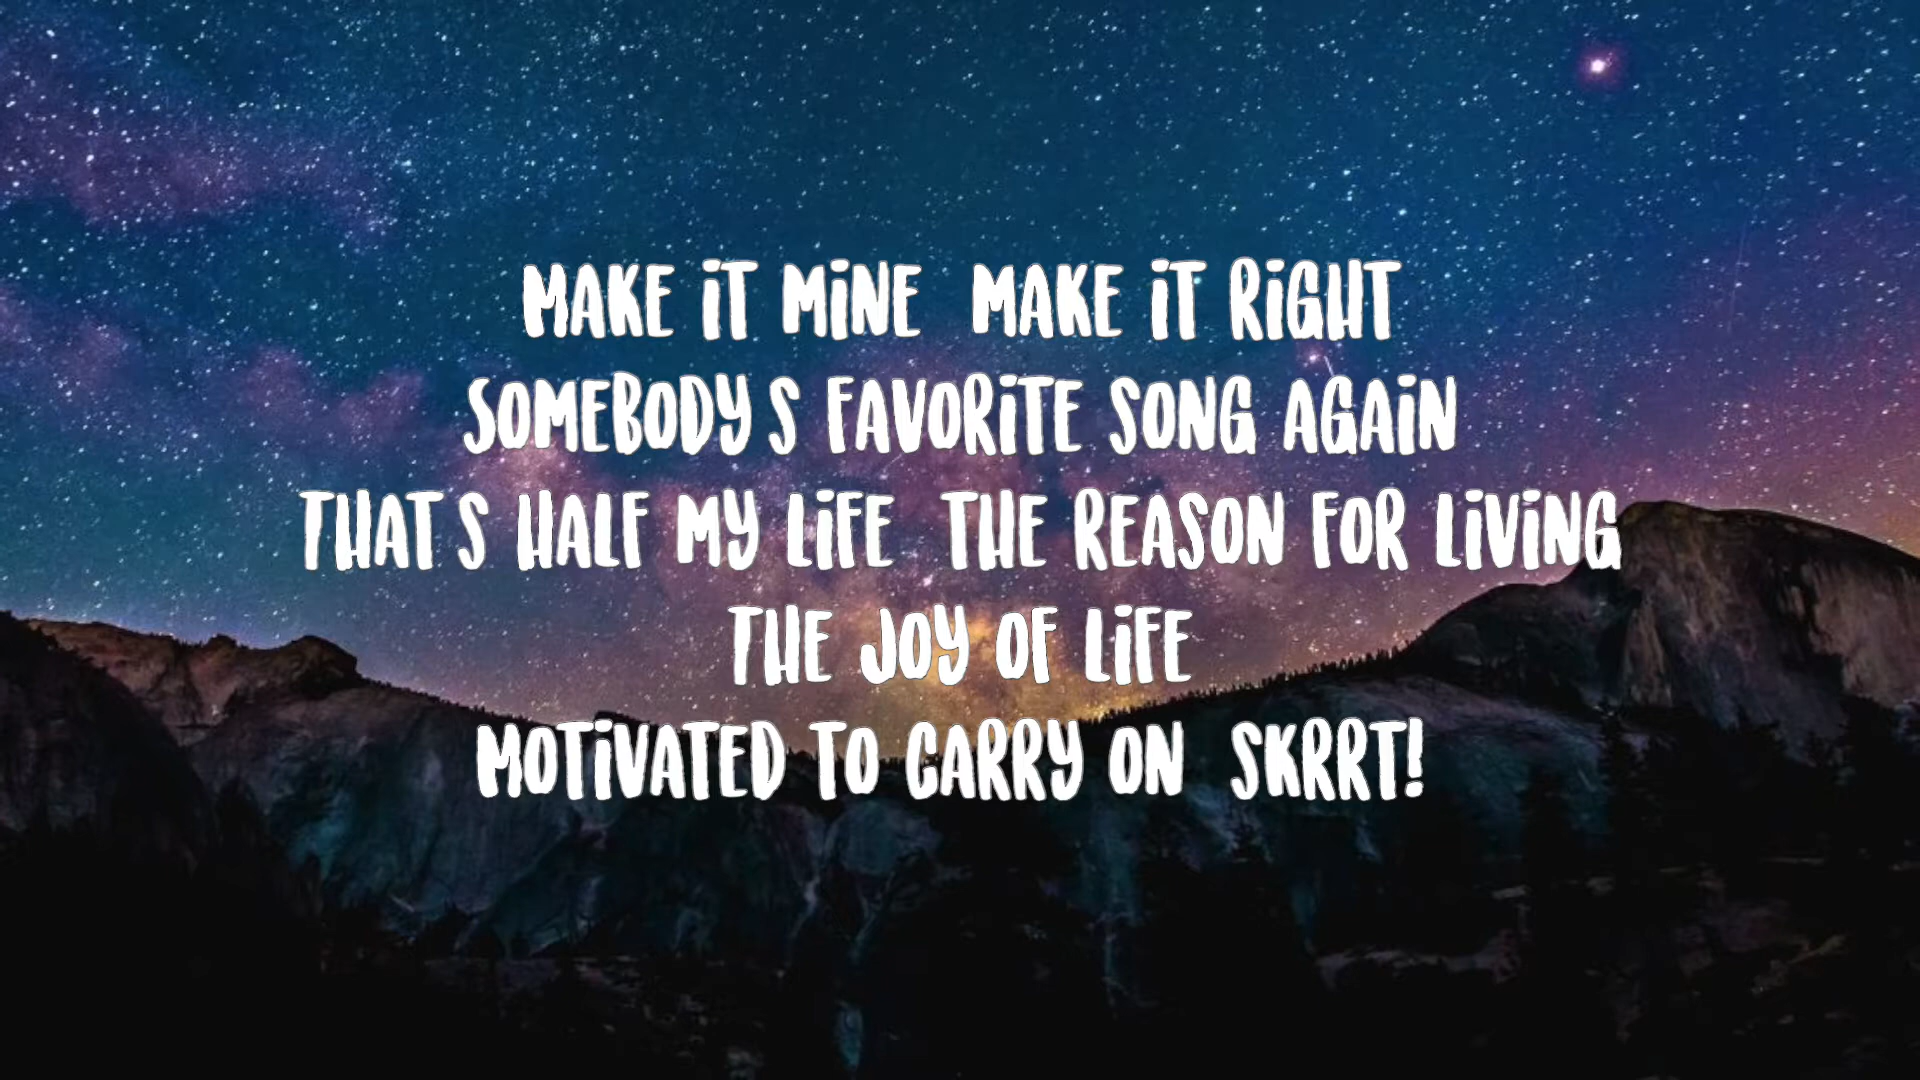 MAKE iT MiNE  MAKE iT RiGHT
SOMEBODY S FAVORiTE SONG AGAiN
THAT S HALF MY LiFE  THE REASON FOR LiViNG
THE JOY OF LiFE
MOTiVATED TO CARRY ON  SKRRT!